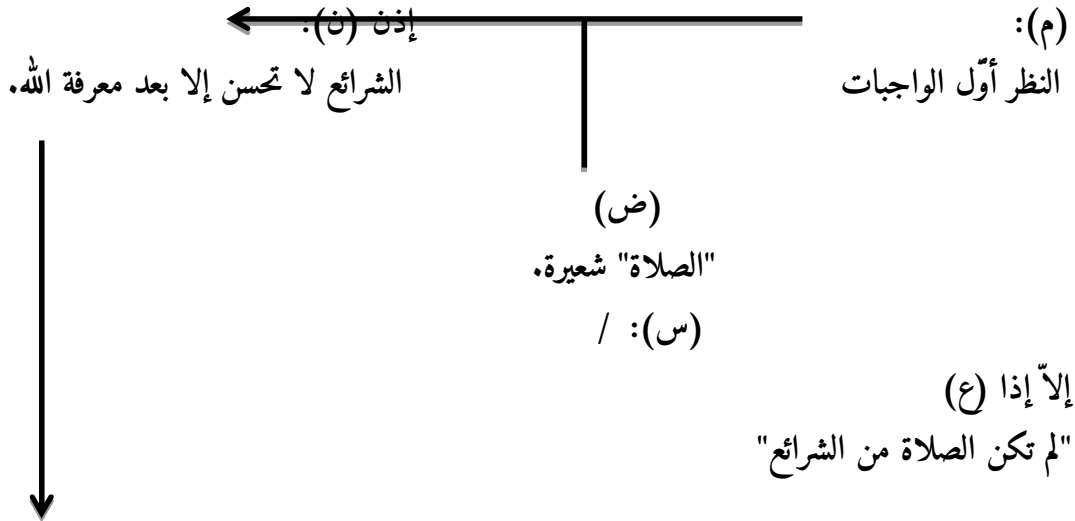 (م):
إذن (ن):
النظر أوّل الواجبات
الشرائع لا تحسن إلا بعد معرفة الله.
(ض)
"الصلاة" شعيرة.
(س): /
إلاّ إذا (ع)
"لم تكن الصلاة من الشرائع"